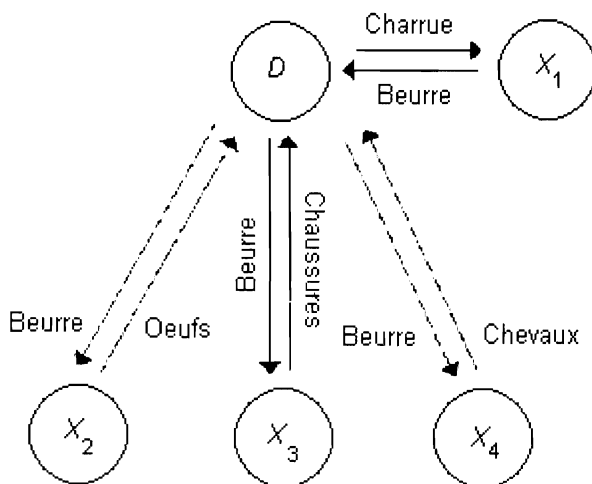 Charrue
D
X1
Beurre
Beurre
Chaussures
Beurre
Oeufs
Beurre
Chevaux
X2
X3
X4